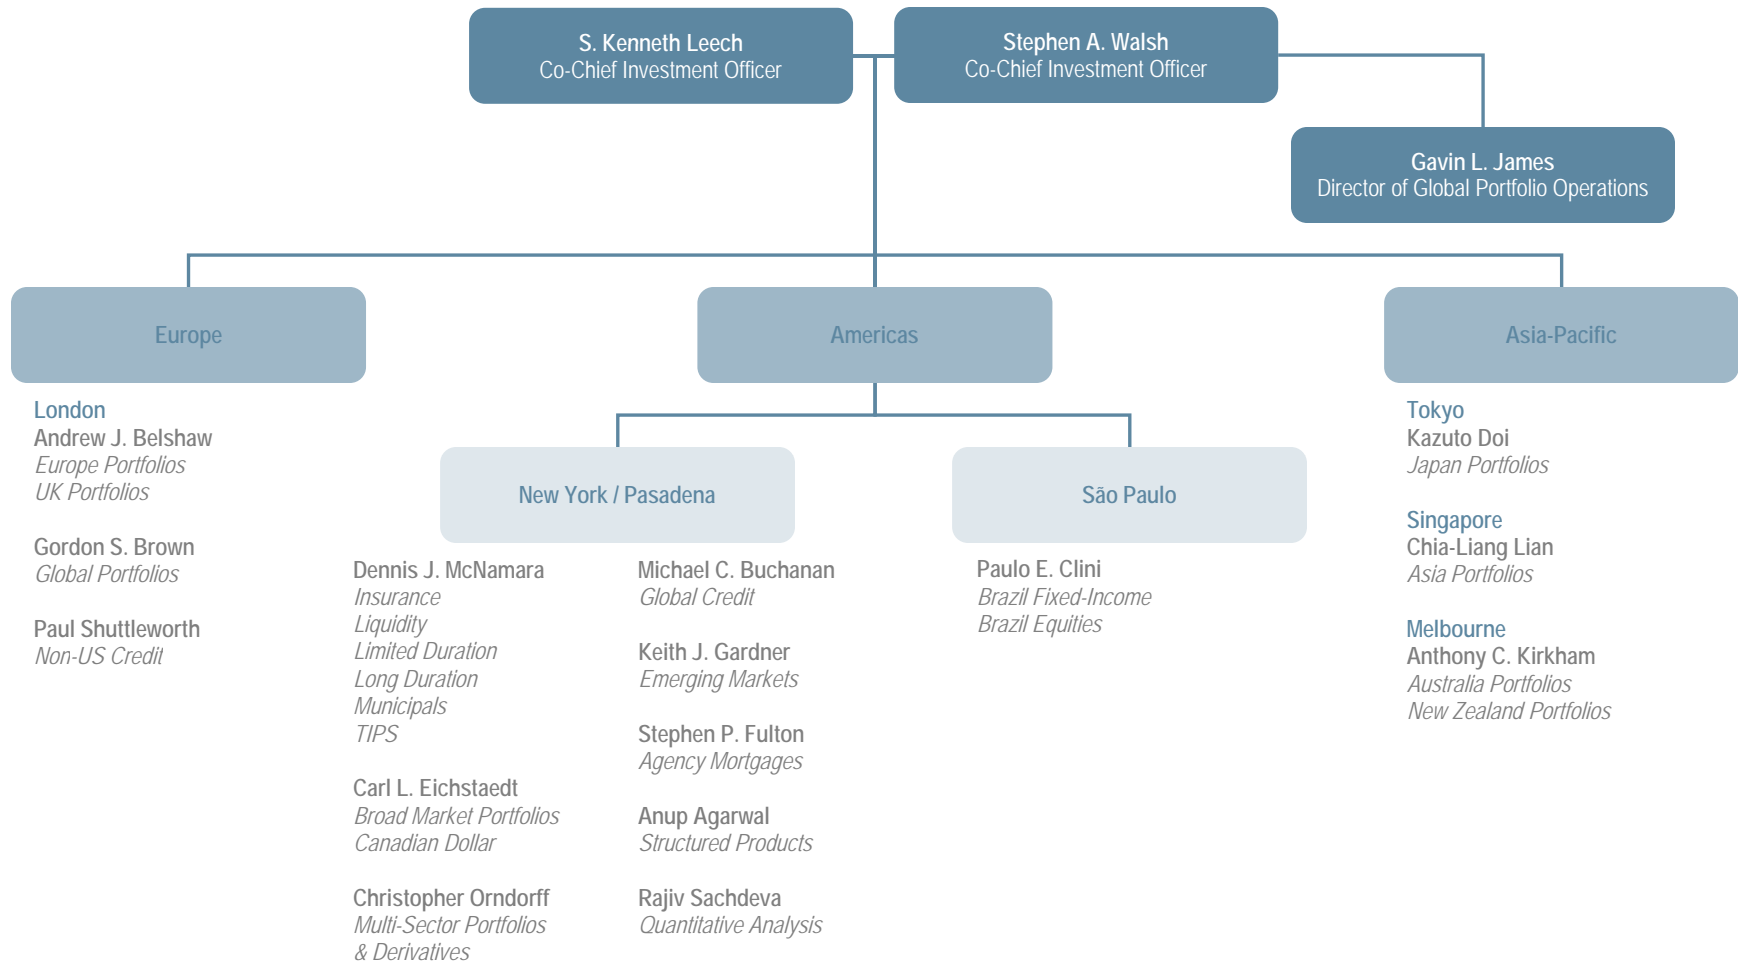 S. Kenneth Leech
Co-Chief Investment Officer
Stephen A. Walsh
Co-Chief Investment Officer
Gavin L. James
Director of Global Portfolio Operations
Europe
Americas
Asia-Pacific
London
Andrew J. Belshaw
Europe Portfolios
UK Portfolios
Gordon S. Brown
Global Portfolios
Paul Shuttleworth
Non-US Credit
New York / Pasadena
Dennis J. McNamara
Insurance
Liquidity
Limited Duration
Long Duration
Municipals
TIPS
Carl L. Eichstaedt
Broad Market Portfolios
Canadian Dollar
Christopher Orndorff
Multi-Sector Portfolios
& Derivatives
Michael C. Buchanan
Global Credit
Keith J. Gardner
Emerging Markets
Stephen P. Fulton
Agency Mortgages
Anup Agarwal
Structured Products
Rajiv Sachdeva
Quantitative Analysis
São Paulo
Paulo E. Clini
Brazil Fixed-Income
Brazil Equities
Tokyo
Kazuto Doi
Japan Portfolios
Singapore
Chia-Liang Lian
Asia Portfolios
Melbourne
Anthony C. Kirkham
Australia Portfolios
New Zealand Portfolios